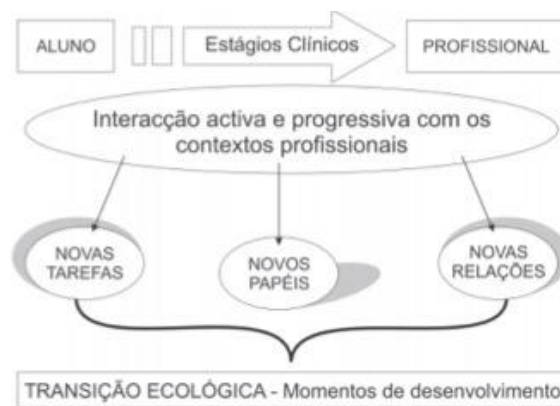 ALUNO
Estágios Clínicos
PROFISSIONAL
Interacção activa e progressiva com os
contextos profissionais
NOVAS
TAREFAS
NOVOS
PAPÉIS
NOVAS
RELAÇÕES
TRANSIÇÃO ECOLÓGICA - Momentos de desenvolvimento